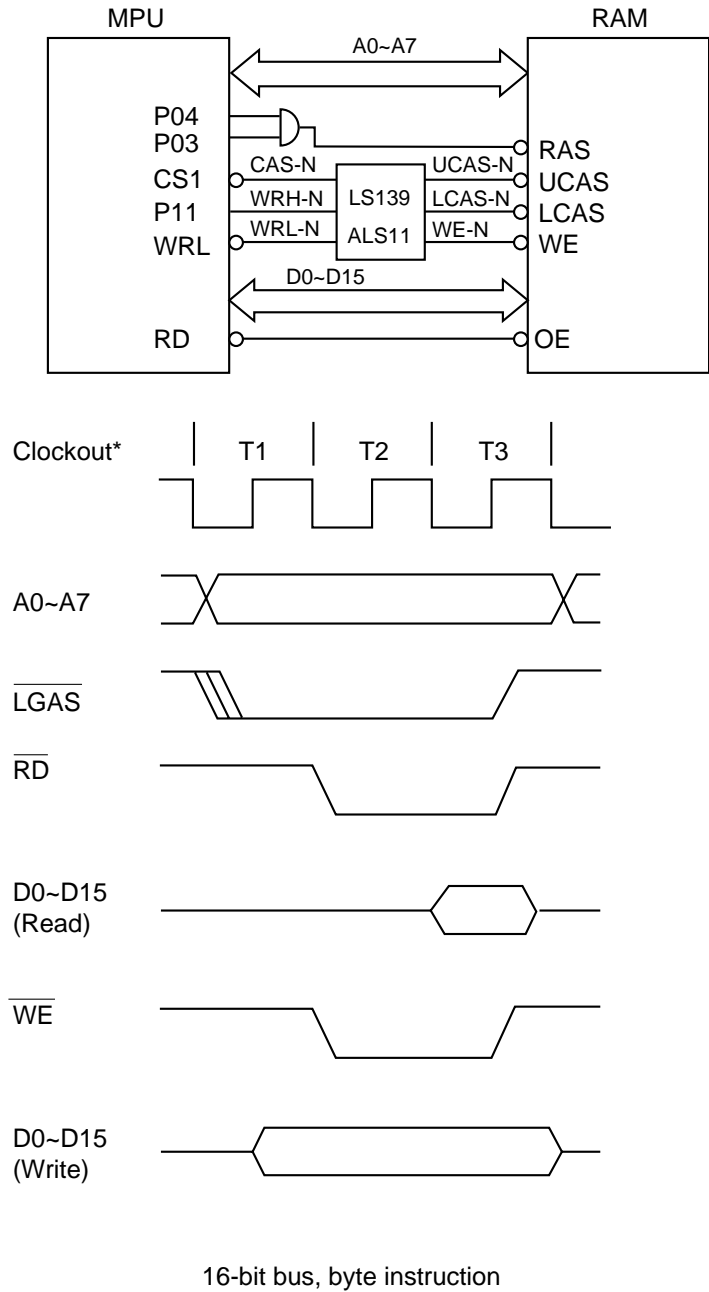 MPU
RAM
A0~A7
P04
P03
RAS
CS1
CAS-N
UCAS-N
UCAS
P11
WRH-N
LS139
LCAS-N
LCAS
WRL
WRL-N
ALS11
WE-N
WE
D0~D15
RD
OE
Clockout*
T1
T2
T3
A0~A7
LGAS
RD
D0~D15
(Read)
WE
D0~D15
(Write)
16-bit bus, byte instruction